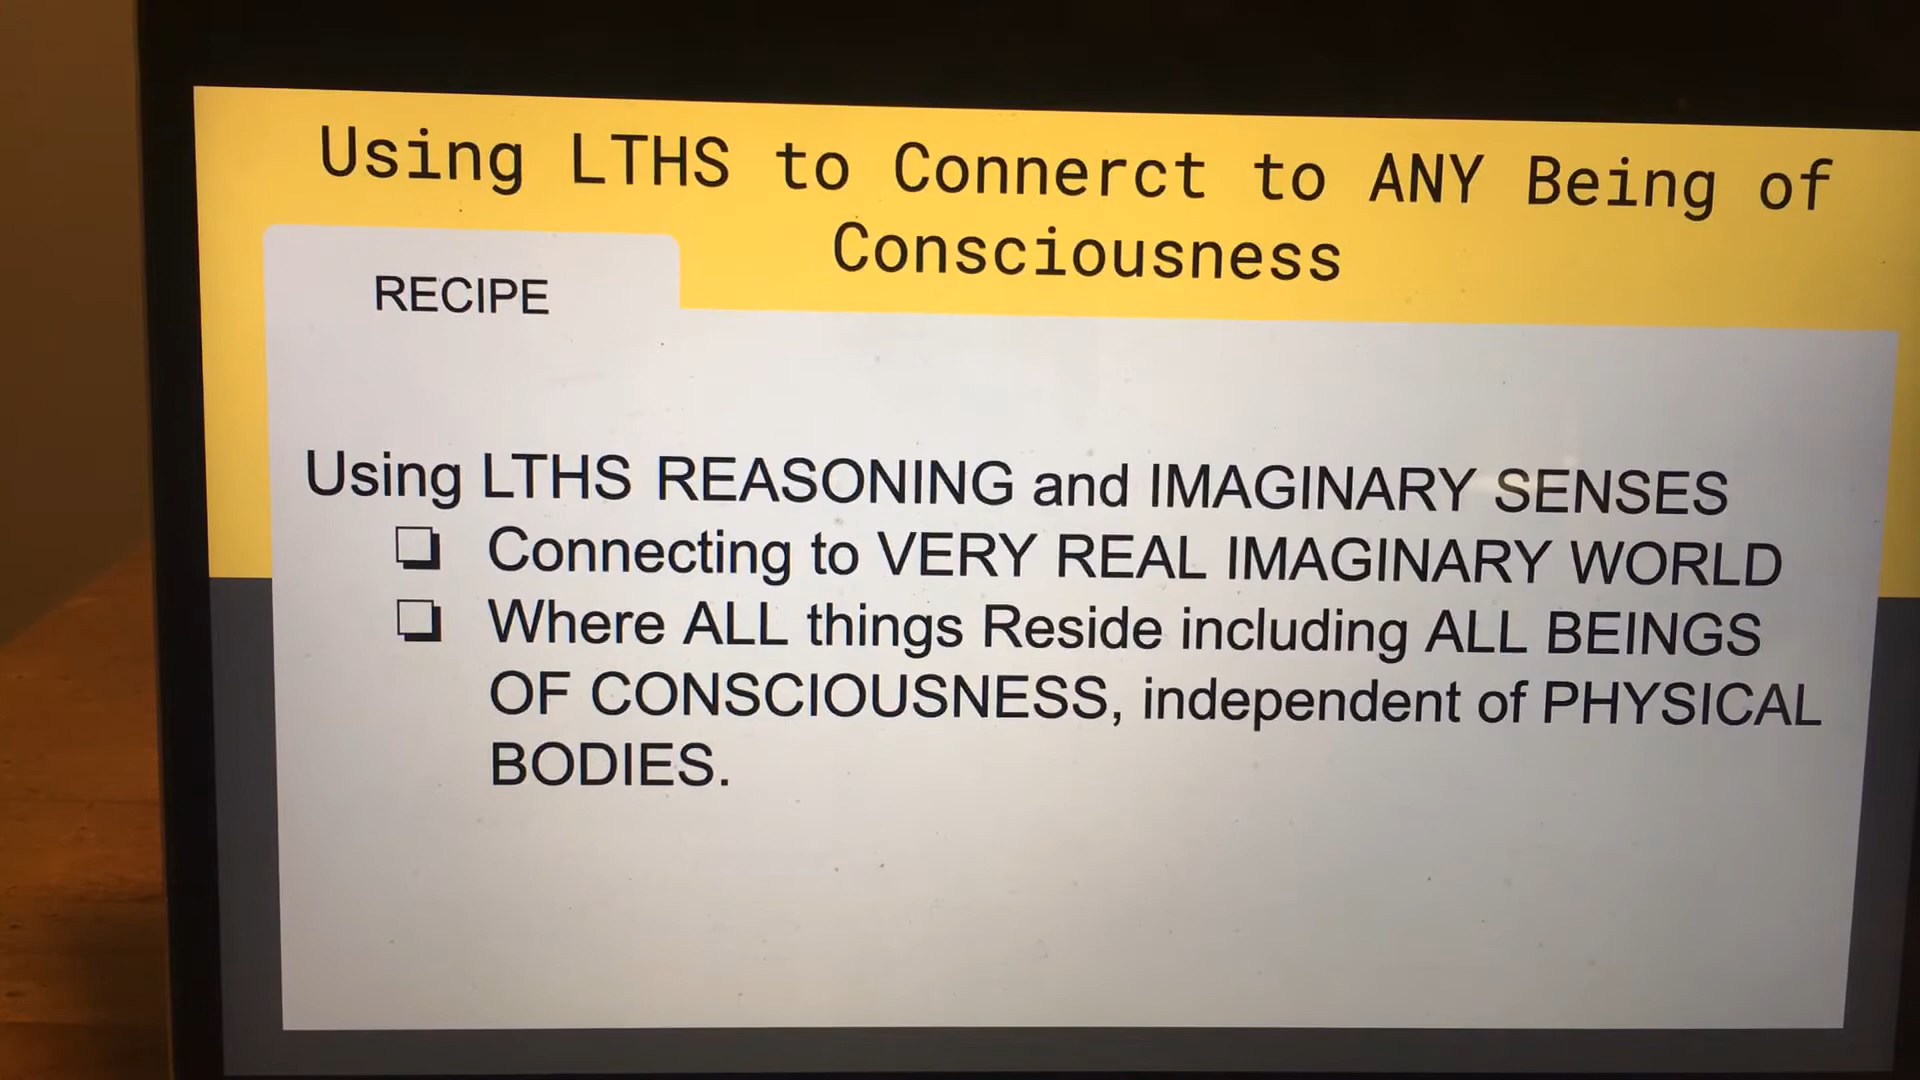 Using LTHS to Connerct to ANY Being of
Consciousness
RECIPE
Using LTHS REASONING and IMAGINARY SENSES
Connecting to VERY REAL IMAGINARY WORLD
Where ALL things Reside including ALL BEINGS
OF CONSCIOUSNESS, independent of PHYSICAL
BODIES.